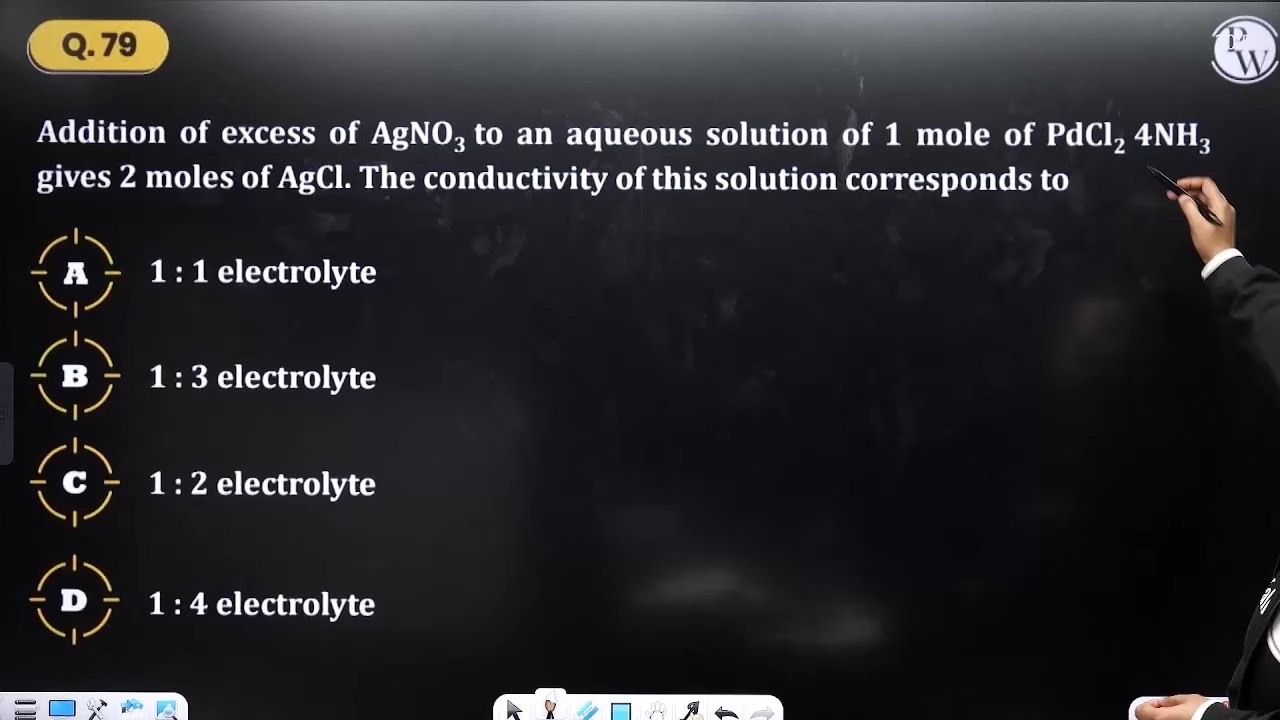 Q. 79
PW
Addition of excess of AgNO₃ to an aqueous solution of 1 mole of PdCl₂ 4NH₃
gives 2 moles of AgCl. The conductivity of this solution corresponds to
A 1 : 1 electrolyte
B 1 : 3 electrolyte
C 1 : 2 electrolyte
D 1 : 4 electrolyte